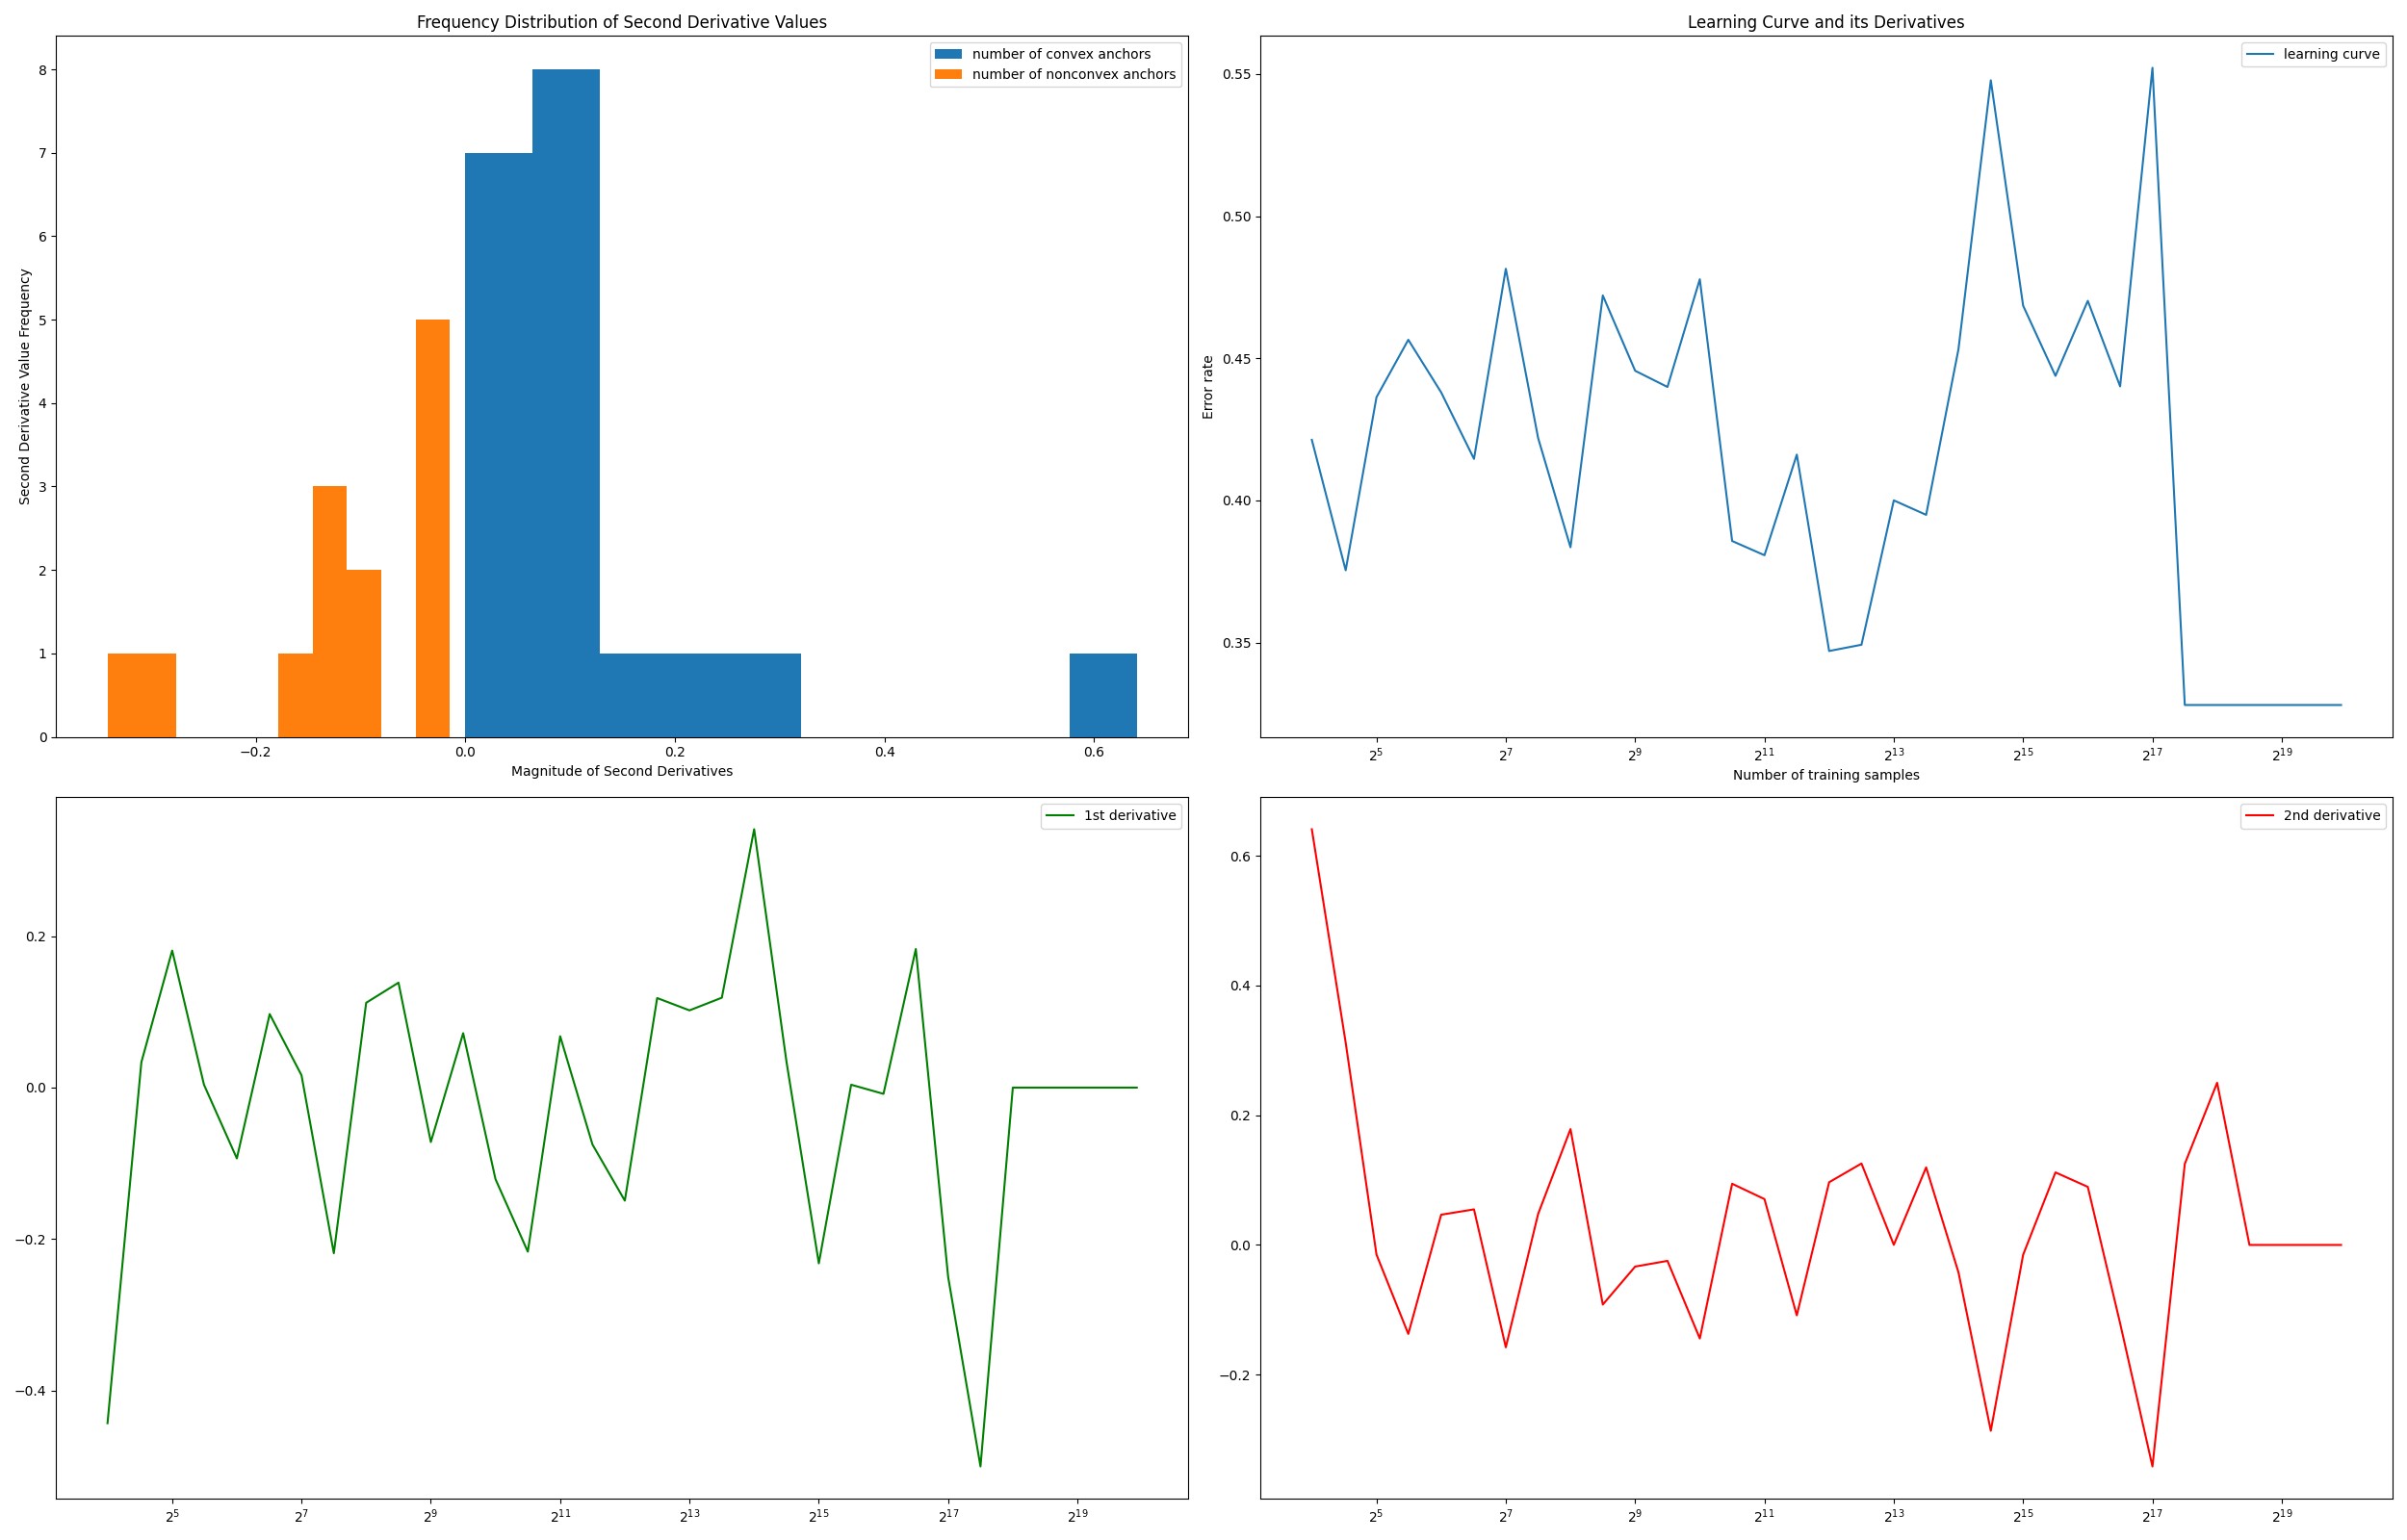 Frequency Distribution of Second Derivative Values
number of convex anchors
number of nonconvex anchors
8
7
6
5
4
3
2
1
0
Second Derivative Value Frequency
−0.2 0.0 0.2 0.4 0.6
Magnitude of Second Derivatives
Learning Curve and its Derivatives
learning curve
0.55
0.50
0.45
0.40
0.35
Error rate
2^5 2^7 2^9 2^11 2^13 2^15 2^17 2^19
Number of training samples
1st derivative
0.2
0.0
−0.2
−0.4
2^5 2^7 2^9 2^11 2^13 2^15 2^17 2^19
2nd derivative
0.6
0.4
0.2
0.0
−0.2
2^5 2^7 2^9 2^11 2^13 2^15 2^17 2^19